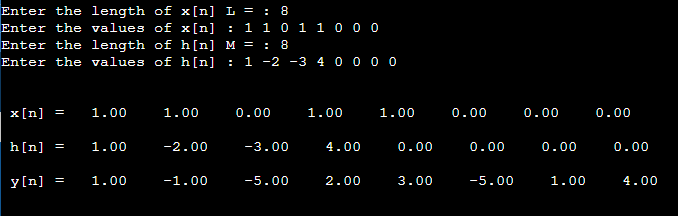 Enter the length of x[n] L = : 8
Enter the values of x[n] : 1 1 0 1 1 0 0 0
Enter the length of h[n] M = : 8
Enter the values of h[n] : 1 -2 -3 4 0 0 0 0
x[n] = 1.00 1.00 0.00 1.00 1.00 0.00 0.00 0.00
h[n] = 1.00 -2.00 -3.00 4.00 0.00 0.00 0.00 0.00
y[n] = 1.00 -1.00 -5.00 2.00 3.00 -5.00 1.00 4.00